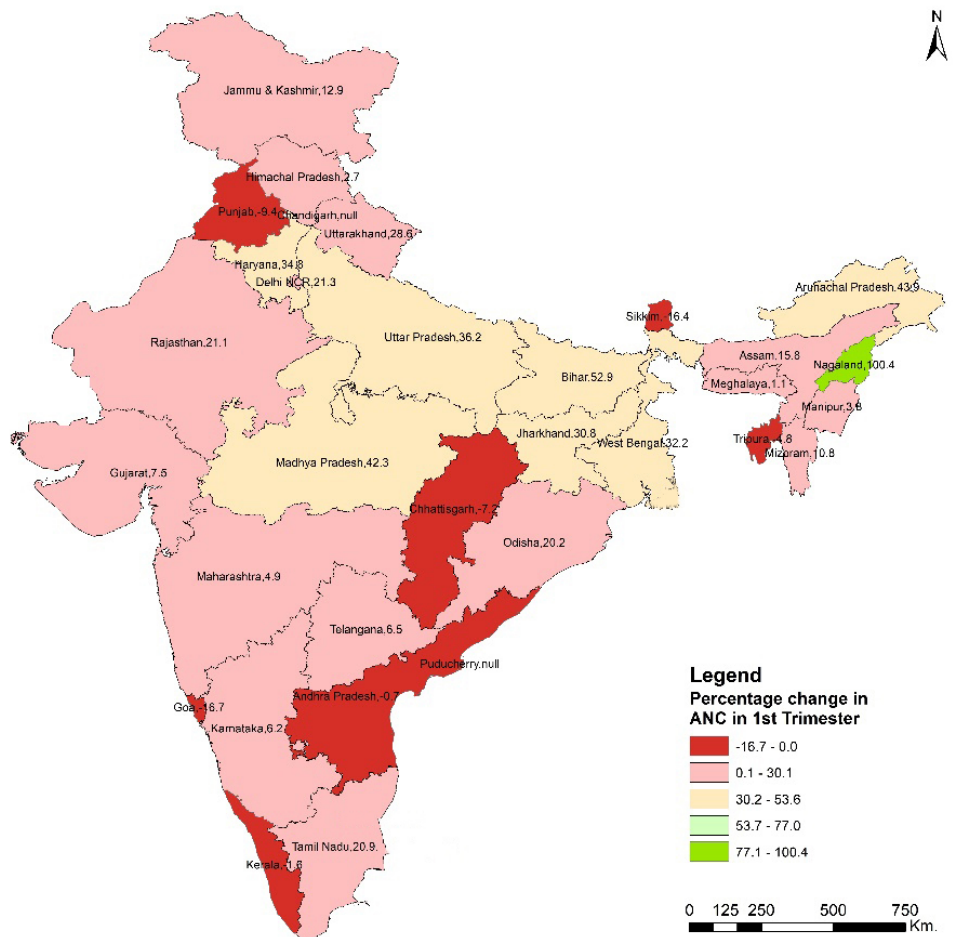 N
Jammu & Kashmir,12.9
Himachal Pradesh,2.7
Punjab,-9.4
Chandigarh,null
Uttarakhand,28.6
Haryana,34.8
Delhi NCR,21.3
Arunachal Pradesh,43.9
Sikkim,-16.4
Rajasthan,21.1
Uttar Pradesh,36.2
Assam,15.8
Nagaland,100.4
Bihar,52.9
Meghalaya,1.1
Manipur,3.8
Jharkhand,30.8
West Bengal,32.2
Tripura,-4.8
Mizoram,10.8
Gujarat,7.5
Madhya Pradesh,42.3
Chhattisgarh,-7.2
Odisha,20.2
Maharashtra,4.9
Telangana,6.5
Puducherry,null
Andhra Pradesh,-0.7
Goa,-16.7
Karnataka,6.2
Tamil Nadu,20.9
Kerala,-1.6
Legend
Percentage change in
ANC in 1st Trimester
-16.7 - 0.0
0.1 - 30.1
30.2 - 53.6
53.7 - 77.0
77.1 - 100.4
0 125 250 500 750
Km.